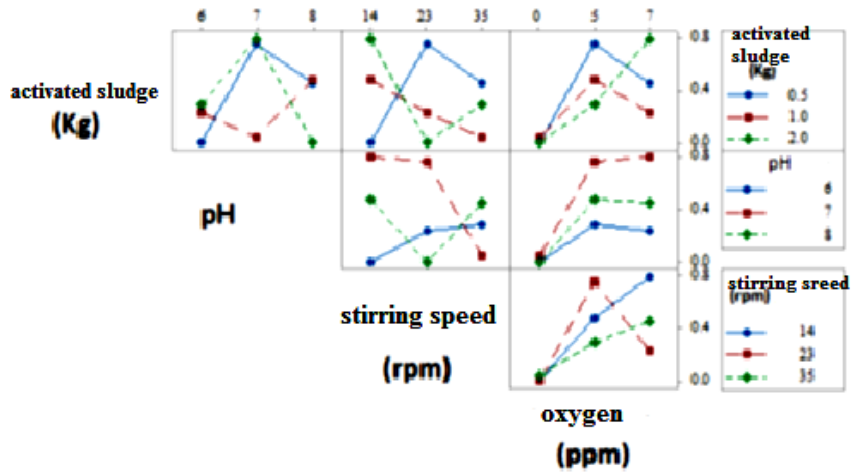 6 7 8 14 23 35 0 5 7
0.8
0.4
0.0
activated sludge
(Kg)
activated
sludge
(Kg)
0.5
1.0
2.0
0.8
0.4
0.0
pH
pH
6
7
8
0.8
0.4
0.0
stirring speed
(rpm)
stirring sreed
(rpm)
14
23
35
oxygen
(ppm)